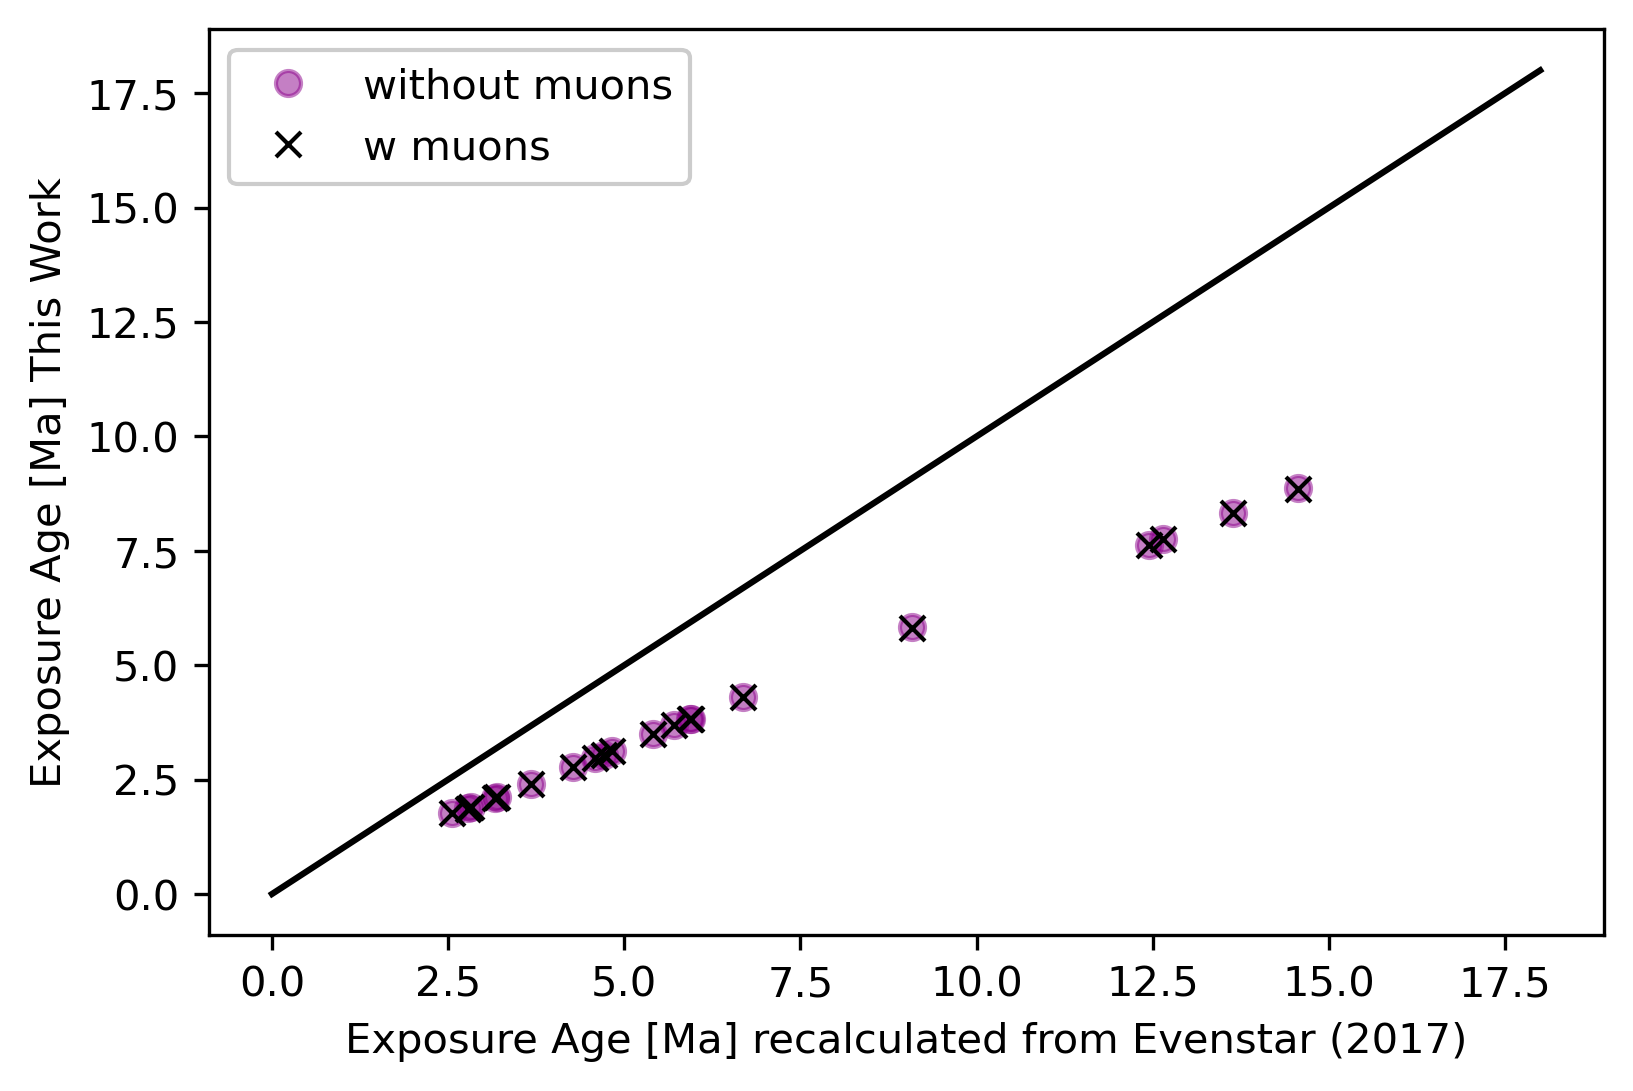 without muons
w muons
17.5
15.0
12.5
10.0
7.5
5.0
2.5
0.0
Exposure Age [Ma] This Work
0.0 2.5 5.0 7.5 10.0 12.5 15.0 17.5
Exposure Age [Ma] recalculated from Evenstar (2017)